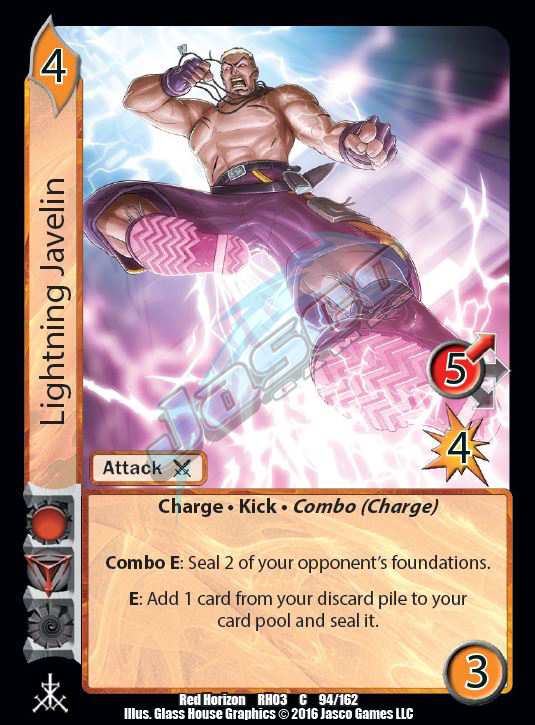 4
Lightning Javelin
Jasco
GAMES
5
4
Attack
Charge • Kick • Combo (Charge)
Combo E: Seal 2 of your opponent's foundations.
E: Add 1 card from your discard pile to your
card pool and seal it.
3
Red Horizon RH03 C 94/162
Illus. Glass House Graphics © 2016 Jasco Games LLC